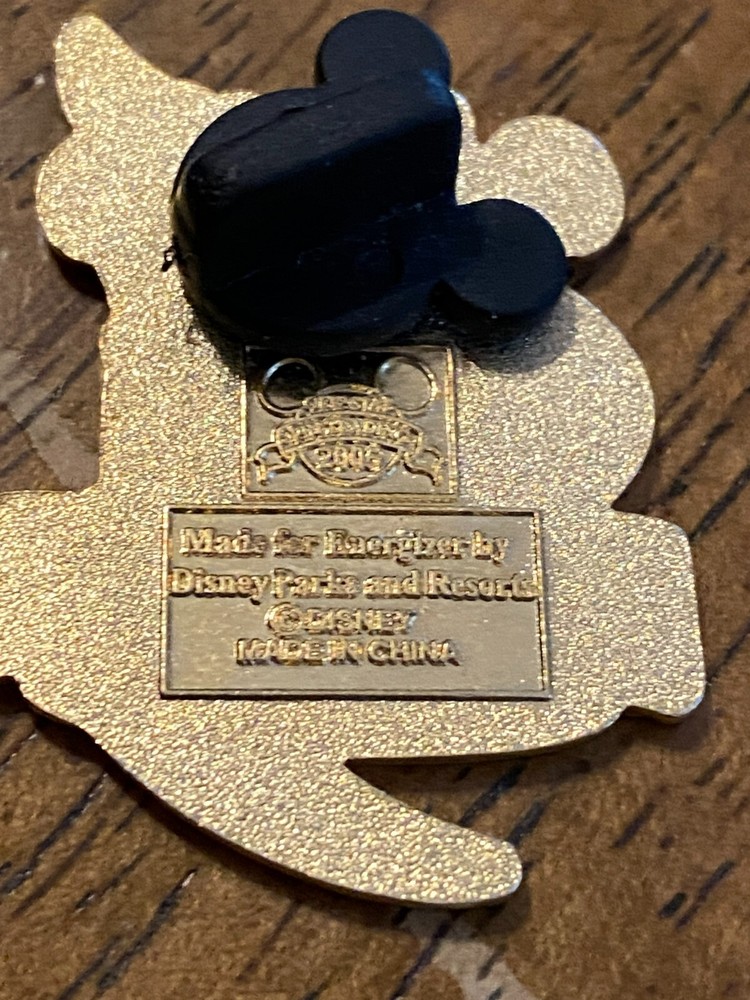 2005
Made for Energizer by
Disney Parks and Resorts
© DISNEY
MADE IN CHINA